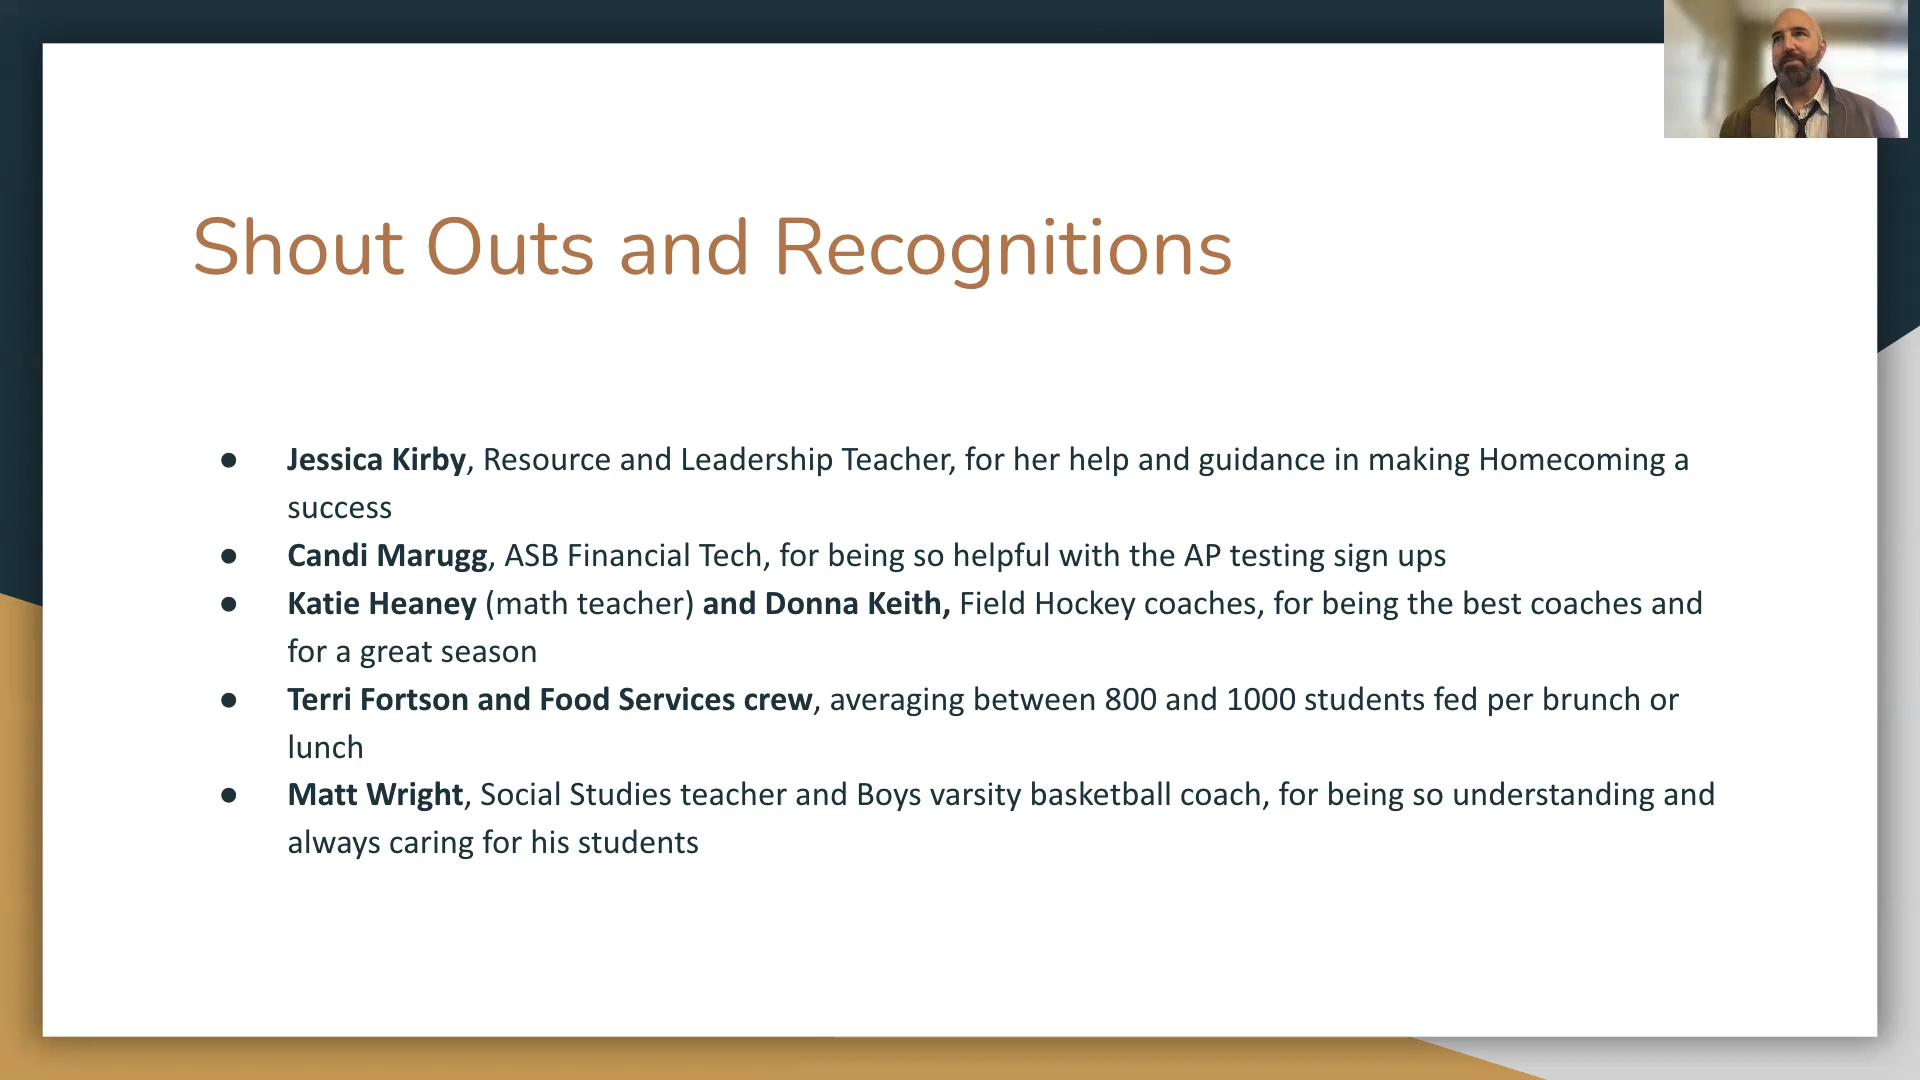 Shout Outs and Recognitions
● Jessica Kirby, Resource and Leadership Teacher, for her help and guidance in making Homecoming a
success
● Candi Marugg, ASB Financial Tech, for being so helpful with the AP testing sign ups
● Katie Heaney (math teacher) and Donna Keith, Field Hockey coaches, for being the best coaches and
for a great season
● Terri Fortson and Food Services crew, averaging between 800 and 1000 students fed per brunch or
lunch
● Matt Wright, Social Studies teacher and Boys varsity basketball coach, for being so understanding and
always caring for his students